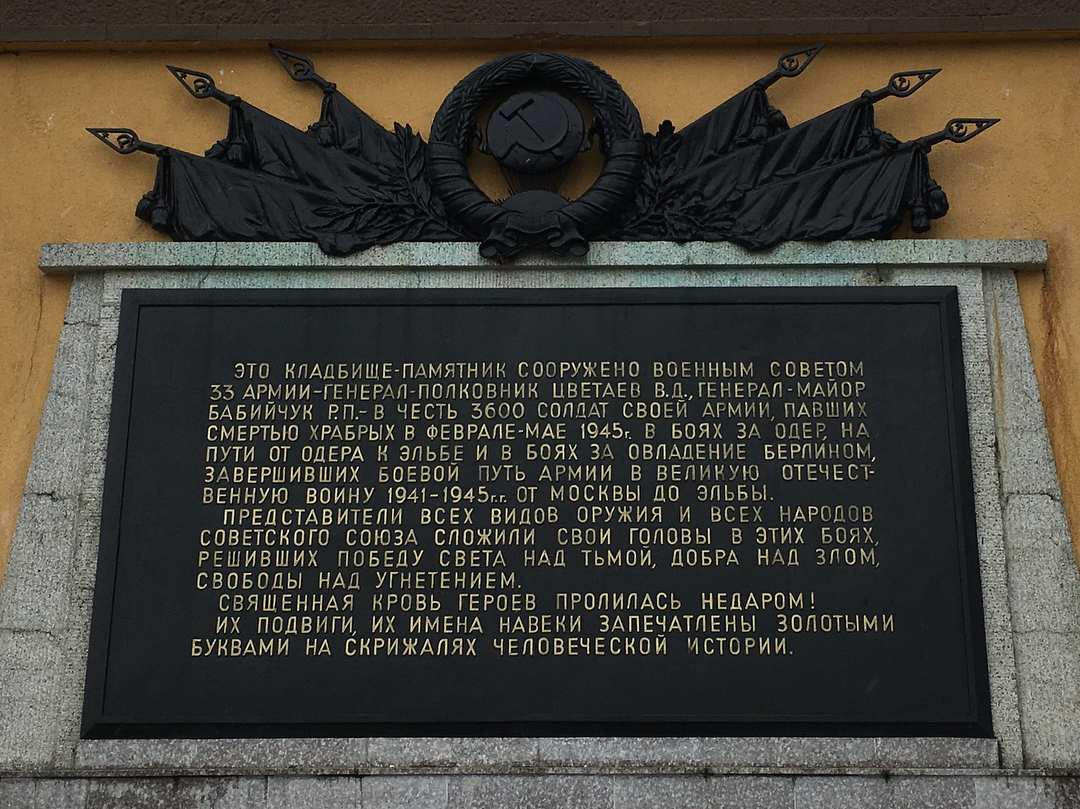 ЭТО КЛАДБИЩЕ-ПАМЯТНИК СООРУЖЕНО ВОЕННЫМ СОВЕТОМ
33 АРМИИ-ГЕНЕРАЛ-ПОЛКОВНИК ЦВЕТАЕВ В.Д., ГЕНЕРАЛ-МАЙОР
БАБИЙЧУК Р.П.-В ЧЕСТЬ 3600 СОЛДАТ СВОЕЙ АРМИИ, ПАВШИХ
СМЕРТЬЮ ХРАБРЫХ В ФЕВРАЛЕ-МАЕ 1945г. В БОЯХ ЗА ОДЕР, НА
ПУТИ ОТ ОДЕРА К ЭЛЬБЕ И В БОЯХ ЗА ОВЛАДЕНИЕ БЕРЛИНОМ,
ЗАВЕРШИВШИХ БОЕВОЙ ПУТЬ АРМИИ В ВЕЛИКУЮ ОТЕЧЕСТ-
ВЕННУЮ ВОЙНУ 1941-1945г.г. ОТ МОСКВЫ ДО ЭЛЬБЫ.
ПРЕДСТАВИТЕЛИ ВСЕХ ВИДОВ ОРУЖИЯ И ВСЕХ НАРОДОВ
СОВЕТСКОГО СОЮЗА СЛОЖИЛИ СВОИ ГОЛОВЫ В ЭТИХ БОЯХ,
РЕШИВШИХ ПОБЕДУ СВЕТА НАД ТЬМОЙ, ДОБРА НАД ЗЛОМ,
СВОБОДЫ НАД УГНЕТЕНИЕМ.
СВЯЩЕННАЯ КРОВЬ ГЕРОЕВ ПРОЛИЛАСЬ НЕДАРОМ!
ИХ ПОДВИГИ, ИХ ИМЕНА НАВЕКИ ЗАПЕЧАТЛЕНЫ ЗОЛОТЫМИ
БУКВАМИ НА СКРИЖАЛЯХ ЧЕЛОВЕЧЕСКОЙ ИСТОРИИ.